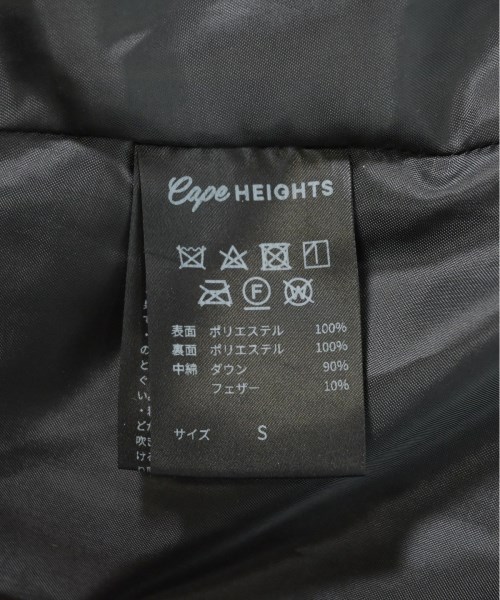 Cape HEIGHTS
F W
表面 ポリエステル 100%
裏面 ポリエステル 100%
中綿 ダウン 90%
フェザー 10%
サイズ S